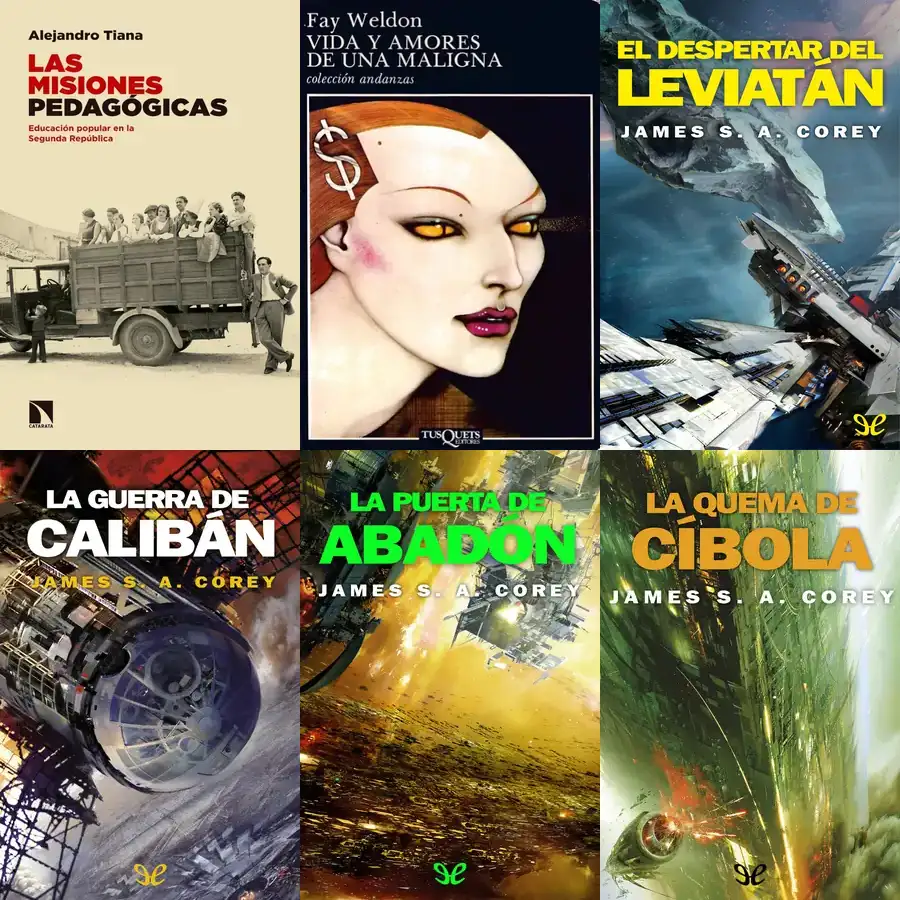 Alejandro Tiana
LAS
MISIONES
PEDAGÓGICAS
Educación popular en la
Segunda República
CATARATA
Fay Weldon
VIDA Y AMORES
DE UNA MALIGNA
colección andanzas
$
TUSQUETS
EDITORES
EL DESPERTAR DEL
LEVIATÁN
JAMES S. A. COREY
LA GUERRA DE
CALIBÁN
JAMES S. A. COREY
LA PUERTA DE
ABADÓN
JAMES S. A. COREY
LA QUEMA DE
CÍBOLA
JAMES S. A. COREY